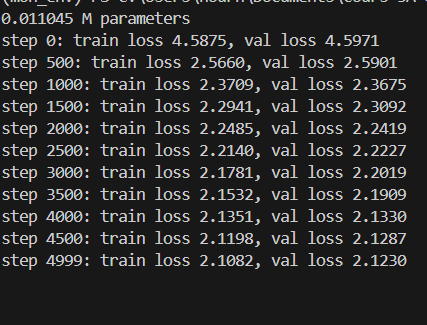 0.011045 M parameters
step 0: train loss 4.5875, val loss 4.5971
step 500: train loss 2.5660, val loss 2.5901
step 1000: train loss 2.3709, val loss 2.3675
step 1500: train loss 2.2941, val loss 2.3092
step 2000: train loss 2.2485, val loss 2.2419
step 2500: train loss 2.2140, val loss 2.2227
step 3000: train loss 2.1781, val loss 2.2019
step 3500: train loss 2.1532, val loss 2.1909
step 4000: train loss 2.1351, val loss 2.1330
step 4500: train loss 2.1198, val loss 2.1287
step 4999: train loss 2.1082, val loss 2.1230